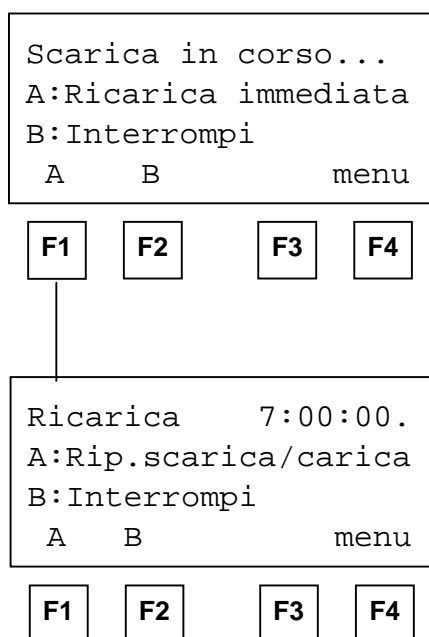 Scarica in corso...
A:Ricarica immediata
B:Interrompi
A B menu
F1 F2 F3 F4
Ricarica 7:00:00.
A:Rip.scarica/carica
B:Interrompi
A B menu
F1 F2 F3 F4